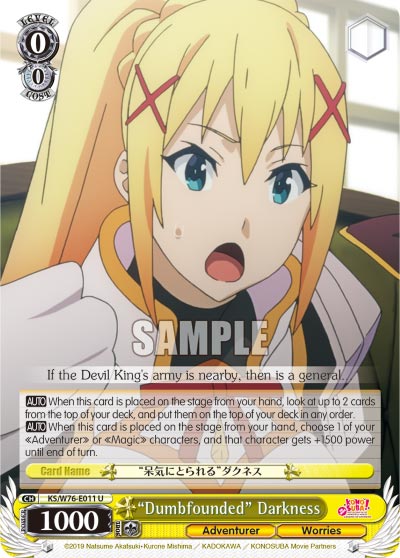 LEVEL
0
0
COST
SAMPLE
If the Devil King's army is nearby, then is a general.
AUTO When this card is placed on the stage from your hand, look at up to 2 cards
from the top of your deck, and put them on the top of your deck in any order.
AUTO When this card is placed on the stage from your hand, choose 1 of your
«Adventurer» or «Magic» characters, and that character gets +1500 power
until end of turn.
Card Name
“呆気にとられる”ダクネス
CH KS/W76-E011 U
POWER 1000
“Dumbfounded” Darkness
KONO SUBA!
Adventurer Worries
©2019 Natsume Akatsuki・Kurone Mishima / KADOKAWA / KONOSUBA Movie Partners